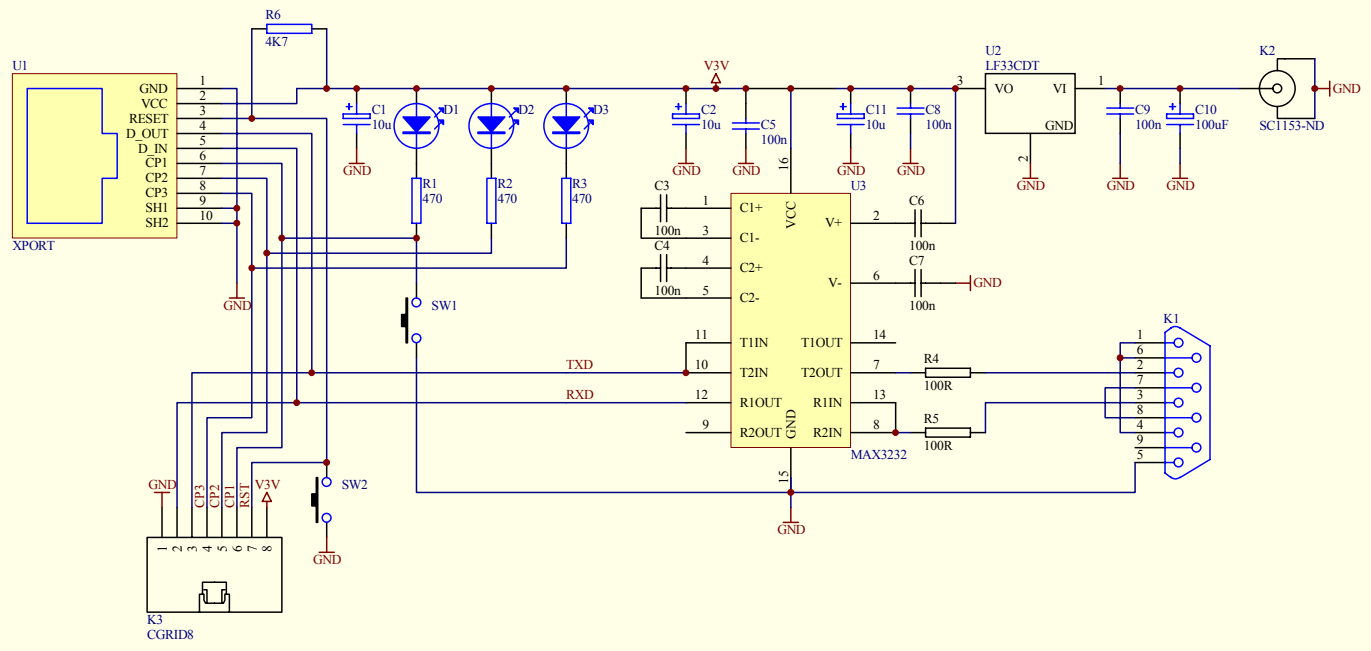 R6
4K7
U1
GND 1
VCC 2
RESET 3
D_OUT 4
D_IN 5
CP1 6
CP2 7
CP3 8
SH1 9
SH2 10
XPORT
GND
C1
10u
GND
D1
D2
D3
R1
470
R2
470
R3
470
SW1
V3V
C2
10u
GND
C5
100n
GND
C11
10u
GND
C8
100n
GND
U2
LF33CDT
3 VO VI 1
GND
2
GND
C9
100n
GND
C10
100uF
GND
K2
SC1153-ND
GND
U3
16
VCC
C3
100n
1 C1+
3 C1-
C4
100n
4 C2+
5 C2-
V+ 2
C6
100n
V- 6
C7
100n
GND
11 T1IN T1OUT 14
TXD
10 T2IN T2OUT 7
RXD
12 R1OUT R1IN 13
9 R2OUT R2IN 8
GND
15
MAX3232
GND
R4
100R
R5
100R
K1
1
6
2
7
3
8
4
9
5
SW2
GND
GND
CP3
CP2
CP1
RST
V3V
1 2 3 4 5 6 7 8
K3
CGRID8